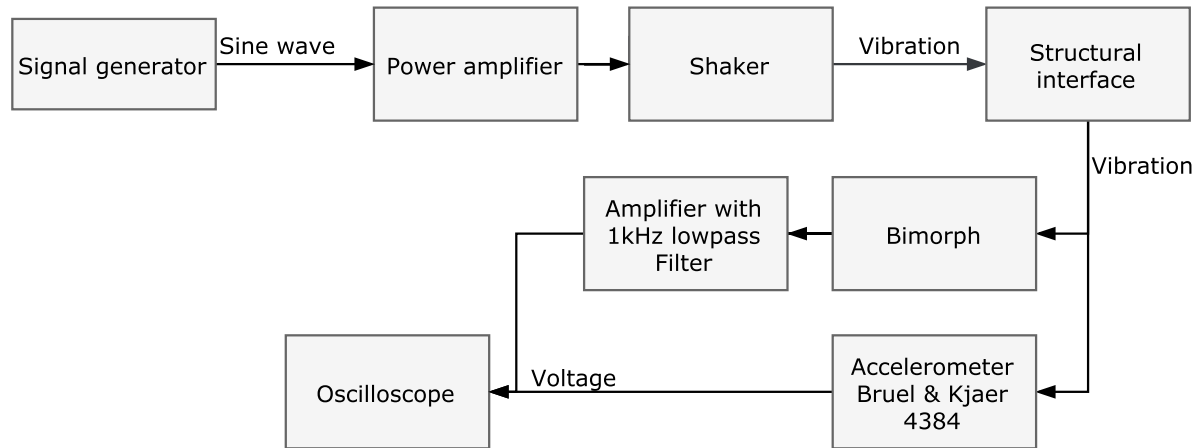 Signal generator
Sine wave
Power amplifier
Shaker
Vibration
Structural
interface
Vibration
Amplifier with
1kHz lowpass
Filter
Bimorph
Oscilloscope
Voltage
Accelerometer
Bruel & Kjaer
4384